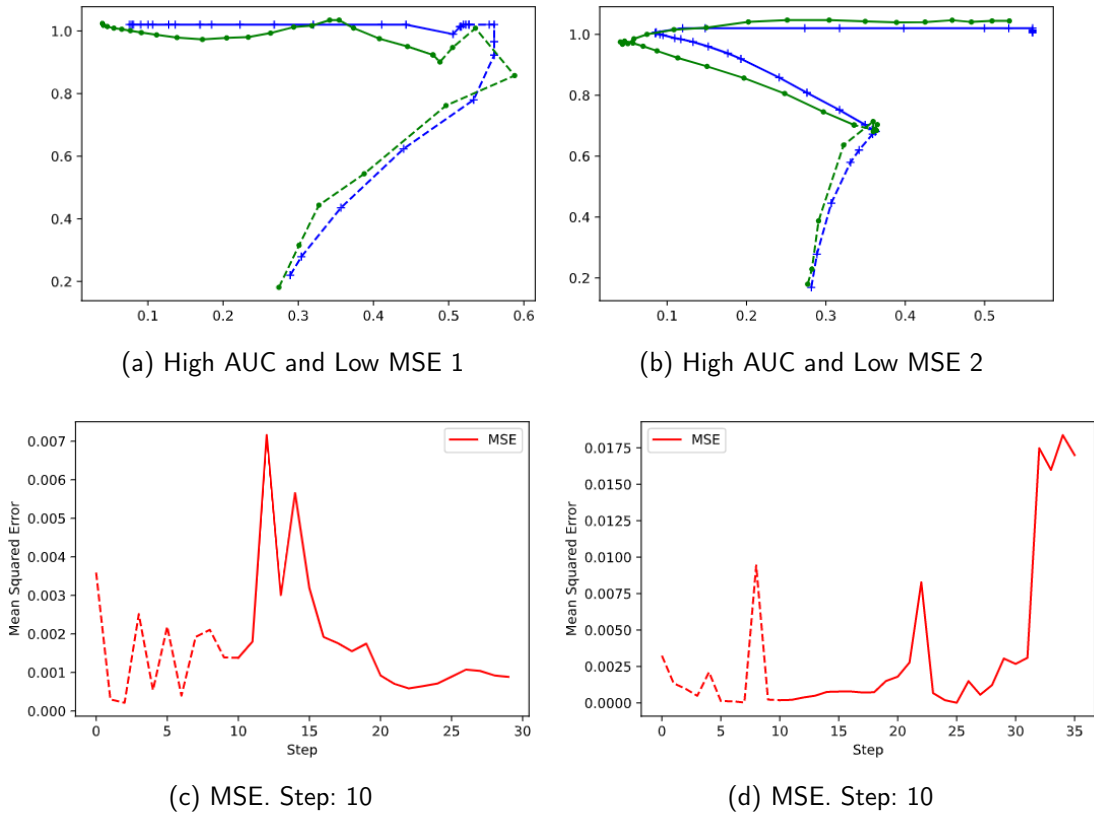 1.0
0.8
0.6
0.4
0.2
0.1 0.2 0.3 0.4 0.5 0.6
(a) High AUC and Low MSE 1
1.0
0.8
0.6
0.4
0.2
0.1 0.2 0.3 0.4 0.5
(b) High AUC and Low MSE 2
MSE
0.007
0.006
0.005
0.004
0.003
0.002
0.001
0.000
Mean Squared Error
0 5 10 15 20 25 30
Step
(c) MSE. Step: 10
MSE
0.0175
0.0150
0.0125
0.0100
0.0075
0.0050
0.0025
0.0000
Mean Squared Error
0 5 10 15 20 25 30 35
Step
(d) MSE. Step: 10